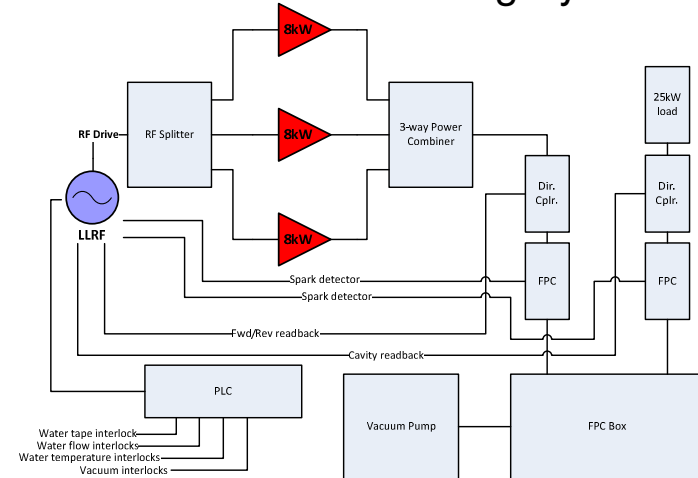 8kW
25kW
load
RF Drive
RF Splitter
8kW
3-way Power
Combiner
Dir.
Cplr.
Dir.
Cplr.
LLRF
8kW
Spark detector
FPC
FPC
Spark detector
Fwd/Rev readback
Cavity readback
PLC
Vacuum Pump
FPC Box
Water tape interlock
Water flow interlocks
Water temperature interlocks
Vacuum interlocks